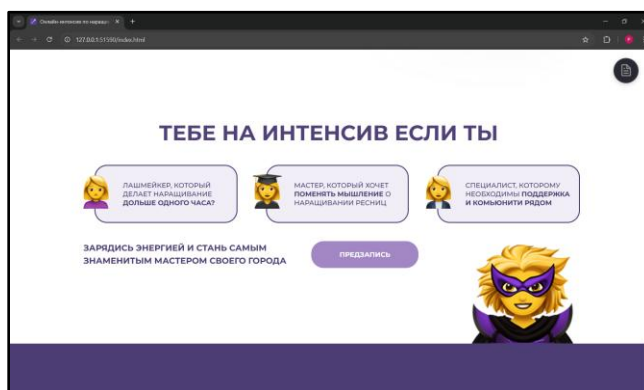 Онлайн-интенсив по наращи
127.0.0.1:51550/index.html
ТЕБЕ НА ИНТЕНСИВ ЕСЛИ ТЫ
ЛАШМЕЙКЕР, КОТОРЫЙ
ДЕЛАЕТ НАРАЩИВАНИЕ
ДОЛЬШЕ ОДНОГО ЧАСА?
МАСТЕР, КОТОРЫЙ ХОЧЕТ
ПОМЕНЯТЬ МЫШЛЕНИЕ О
НАРАЩИВАНИИ РЕСНИЦ
СПЕЦИАЛИСТ, КОТОРОМУ
НЕОБХОДИМЫ ПОДДЕРЖКА
И КОМЬЮНИТИ РЯДОМ
ЗАРЯДИСЬ ЭНЕРГИЕЙ И СТАНЬ САМЫМ
ЗНАМЕНИТЫМ МАСТЕРОМ СВОЕГО ГОРОДА
ПРЕДЗАПИСЬ